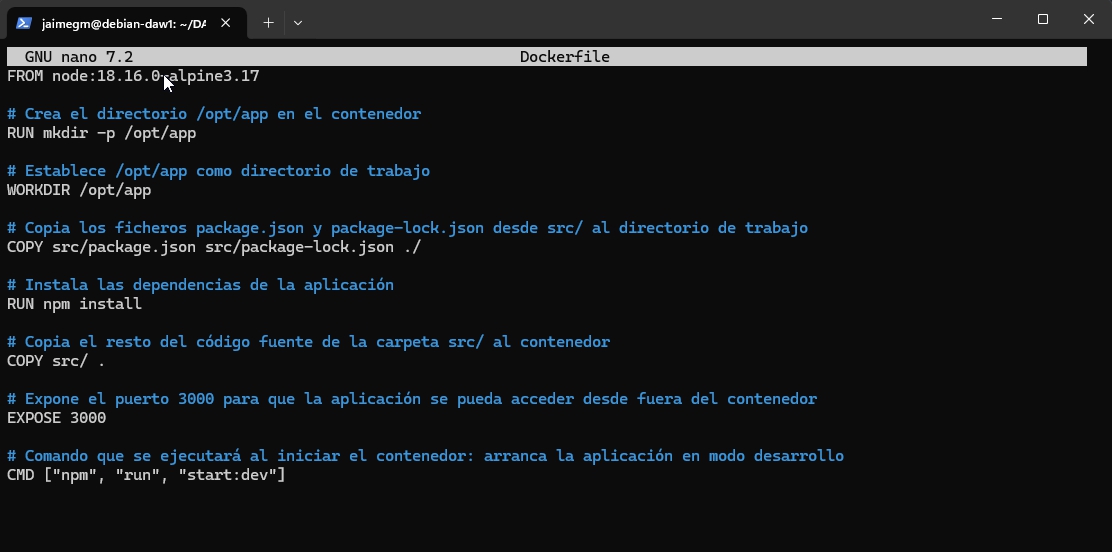 jaimegm@debian-daw1: ~/DA
GNU nano 7.2 Dockerfile
FROM node:18.16.0-alpine3.17
# Crea el directorio /opt/app en el contenedor
RUN mkdir -p /opt/app
# Establece /opt/app como directorio de trabajo
WORKDIR /opt/app
# Copia los ficheros package.json y package-lock.json desde src/ al directorio de trabajo
COPY src/package.json src/package-lock.json ./
# Instala las dependencias de la aplicación
RUN npm install
# Copia el resto del código fuente de la carpeta src/ al contenedor
COPY src/ .
# Expone el puerto 3000 para que la aplicación se pueda acceder desde fuera del contenedor
EXPOSE 3000
# Comando que se ejecutará al iniciar el contenedor: arranca la aplicación en modo desarrollo
CMD ["npm", "run", "start:dev"]